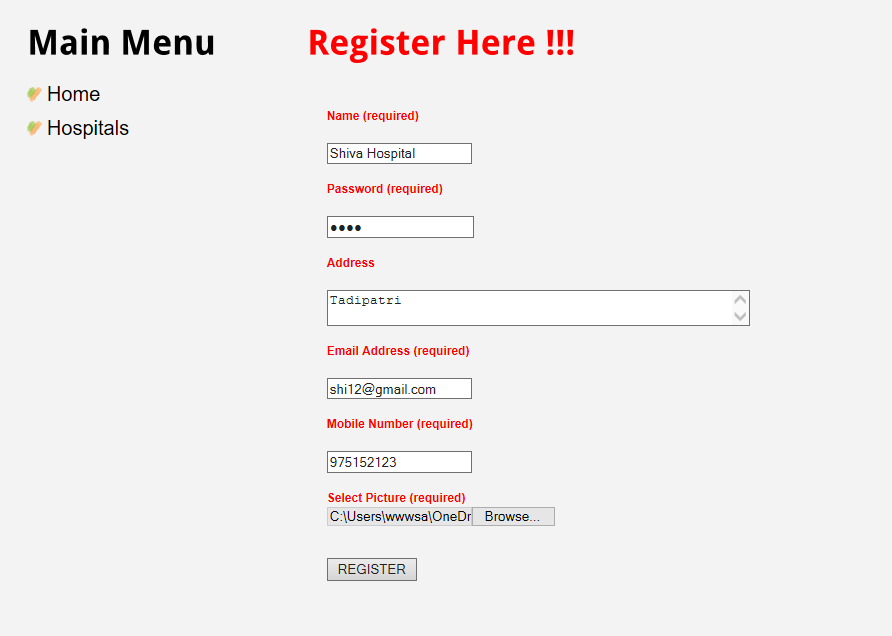 Main Menu
Register Here !!!
Home
Hospitals
Name (required)
Shiva Hospital
Password (required)
●●●●
Address
Tadipatri
Email Address (required)
shi12@gmail.com
Mobile Number (required)
975152123
Select Picture (required)
C:\Users\wwwsa\OneDr Browse...
REGISTER